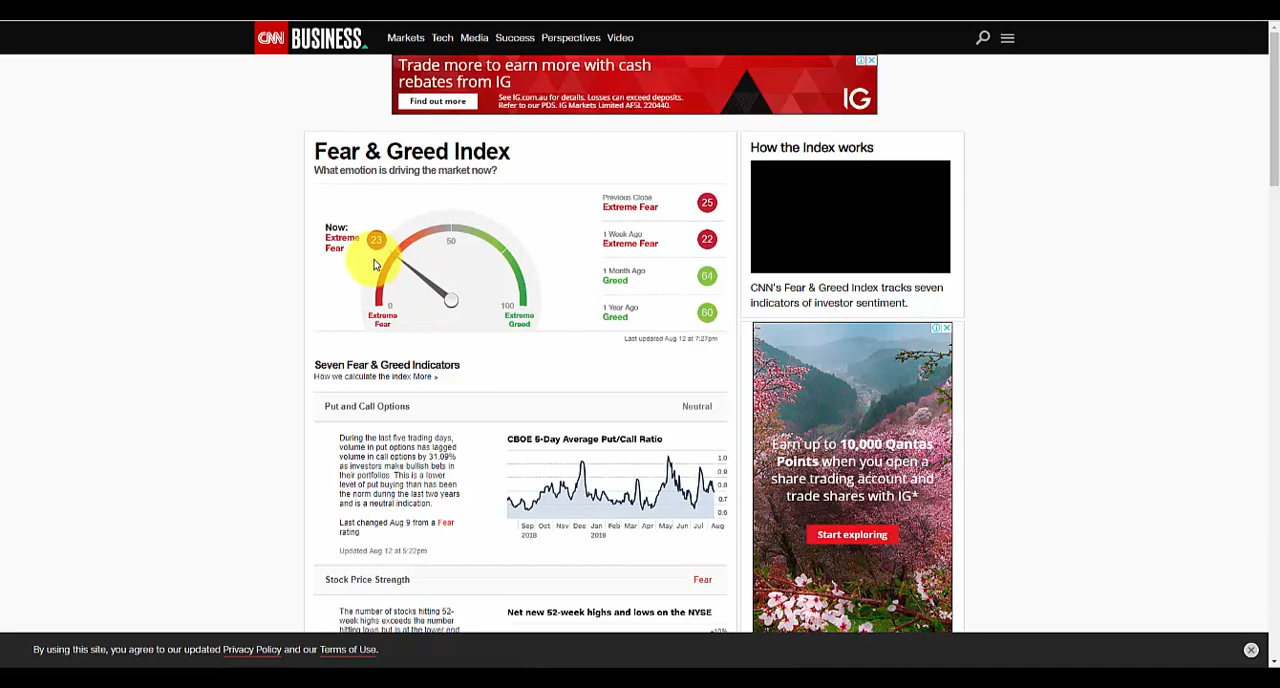 CNN BUSINESS
Markets Tech Media Success Perspectives Video
Trade more to earn more with cash
rebates from IG
Find out more
See IG.com.au for details. Losses can exceed deposits.
Refer to our PDS. IG Markets Limited AFSL 220440.
IG
Fear & Greed Index
What emotion is driving the market now?
Now:
Extreme
Fear
23
50
0
100
Extreme
Fear
Extreme
Greed
Previous Close
Extreme Fear
25
1 Week Ago
Extreme Fear
22
1 Month Ago
Greed
64
1 Year Ago
Greed
60
Last updated Aug 12 at 7:27pm
Seven Fear & Greed Indicators
How we calculate the index More »
Put and Call Options
Neutral
During the last five trading days,
volume in put options has lagged
volume in call options by 31.09%
as investors make bullish bets in
their portfolios. This is a lower
level of put buying than has been
the norm during the last two years
and is a neutral indication.
Last changed Aug 9 from a Fear
rating
Updated Aug 12 at 5:22pm
CBOE 5-Day Average Put/Call Ratio
1.0
0.9
0.8
0.7
0.6
Sep Oct Nov Dec Jan Feb Mar Apr May Jun Jul Aug
2018 2019
Stock Price Strength
Fear
The number of stocks hitting 52-
week highs exceeds the number
hitting lows but is at the lower end
Net new 52-week highs and lows on the NYSE
+10%
How the Index works
CNN's Fear & Greed Index tracks seven
indicators of investor sentiment.
Earn up to 10,000 Qantas
Points when you open a
share trading account and
trade shares with IG*
Start exploring
By using this site, you agree to our updated Privacy Policy and our Terms of Use.